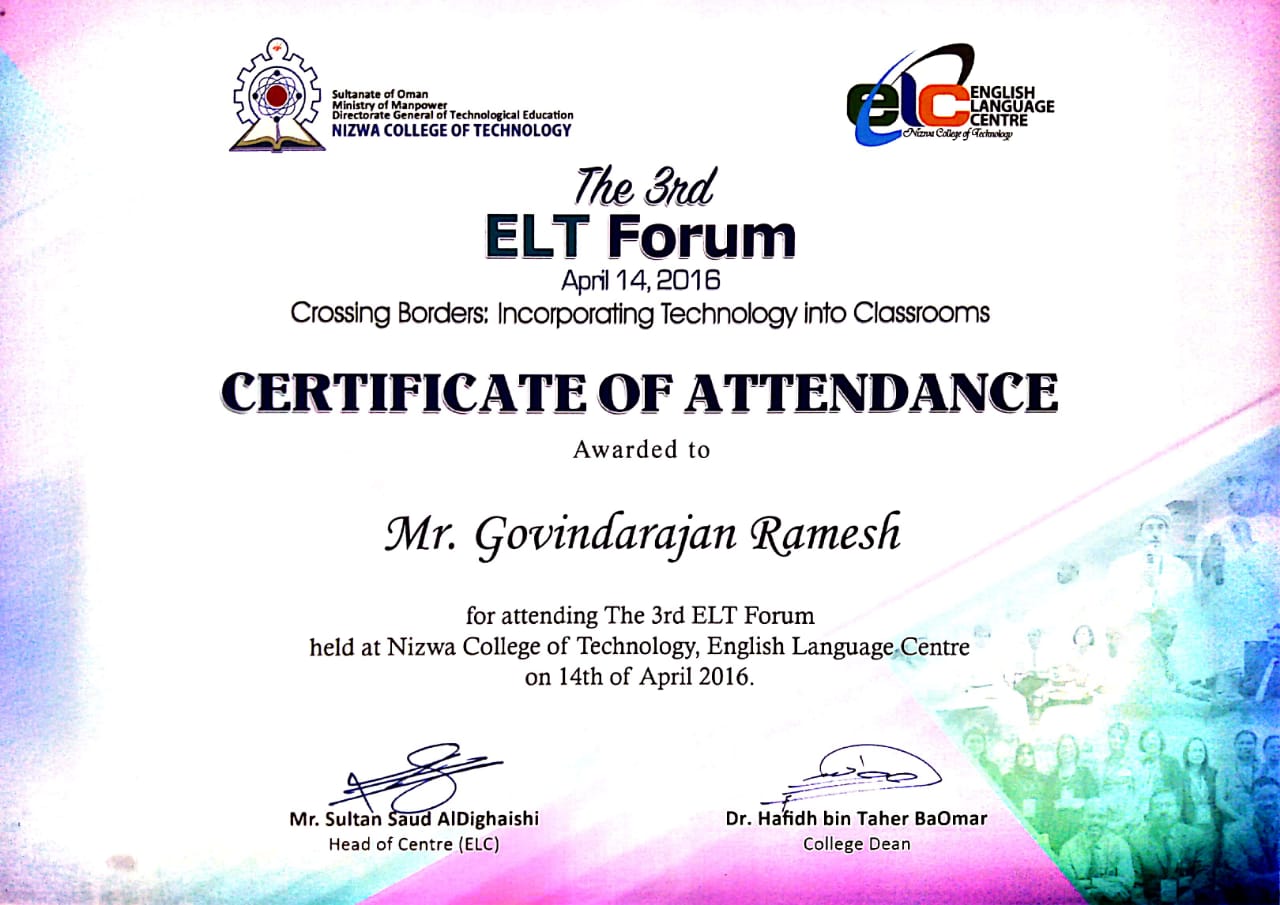 Sultanate of Oman
Ministry of Manpower
Directorate General of Technological Education
NIZWA COLLEGE OF TECHNOLOGY
elc
ENGLISH
LANGUAGE
CENTRE
Nizwa College of Technology
The 3rd
ELT Forum
April 14, 2016
Crossing Borders: Incorporating Technology into Classrooms
CERTIFICATE OF ATTENDANCE
Awarded to
Mr. Govindarajan Ramesh
for attending The 3rd ELT Forum
held at Nizwa College of Technology, English Language Centre
on 14th of April 2016.
Mr. Sultan Saud AlDighaishi
Head of Centre (ELC)
Dr. Hafidh bin Taher BaOmar
College Dean